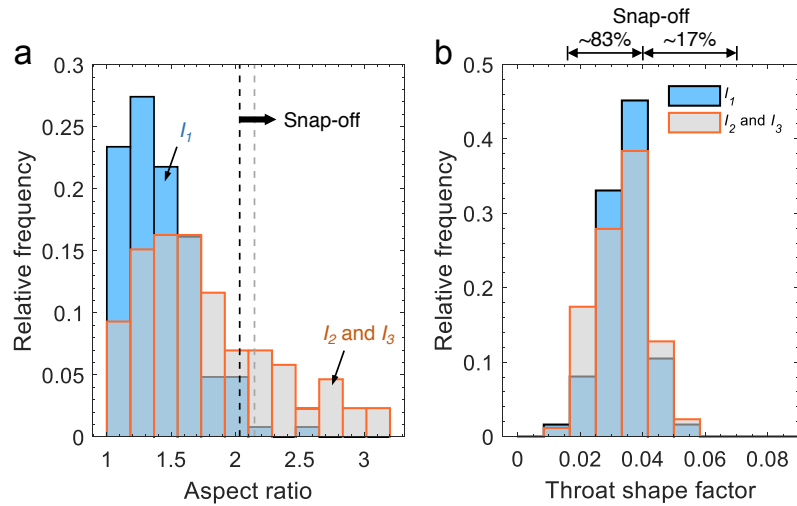 a
0.3
0.25
0.2
0.15
0.1
0.05
0
Relative frequency
I1
Snap-off
I2 and I3
1
1.5
2
2.5
3
Aspect ratio
b
Snap-off
~83%
~17%
0.5
0.4
0.3
0.2
0.1
0
Relative frequency
I1
I2 and I3
0
0.02
0.04
0.06
0.08
Throat shape factor